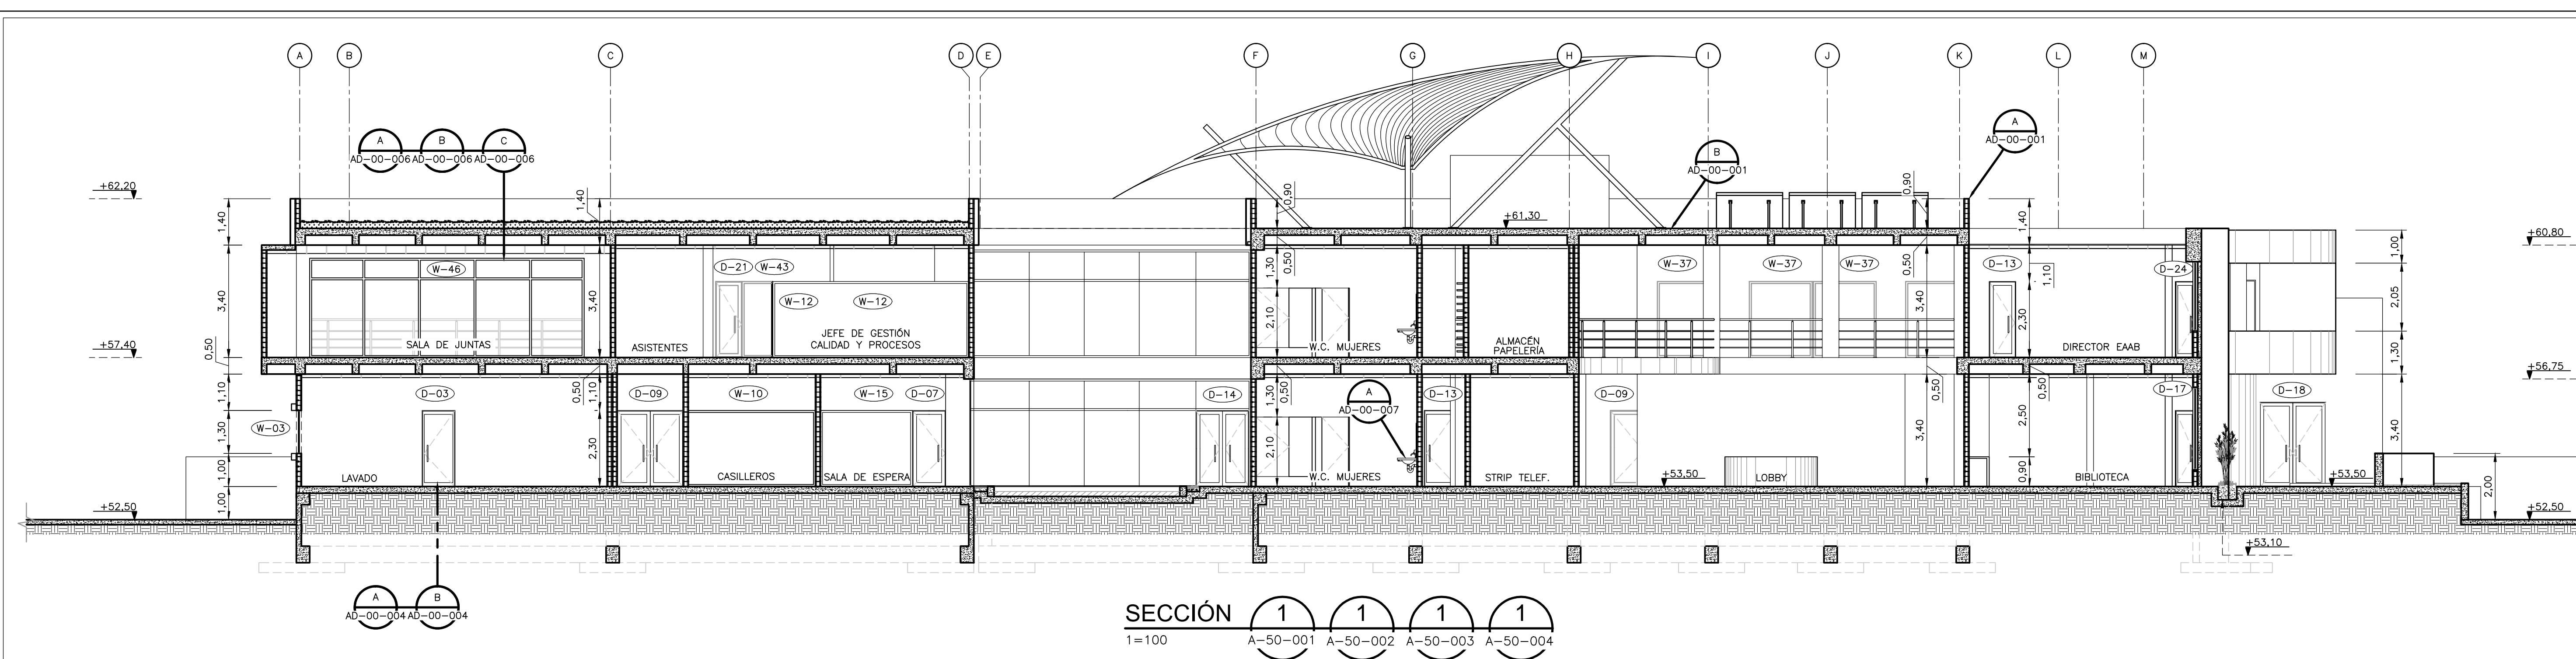 A B C D E F G H I J K L M
A B C
AD-00-006 AD-00-006 AD-00-006
B
AD-00-001
A
AD-00-001
+62,20
1,40
1,40
0,90
+61,30
0,90
1,40
+60,80
1,00
3,40
W-46
SALA DE JUNTAS
3,40
ASISTENTES
D-21
W-43
W-12
W-12
JEFE DE GESTIÓN
CALIDAD Y PROCESOS
1,30
0,50
2,10
W.C. MUJERES
ALMACÉN
PAPELERÍA
W-37
W-37
W-37
3,40
0,50
D-13
1,10
2,30
D-24
DIRECTOR EAAB
2,05
1,30
+57,40
0,50
+56,75
1,10
1,30
1,00
1,00
W-03
LAVADO
D-03
0,50
1,10
2,30
D-09
W-10
CASILLEROS
W-15
SALA DE ESPERA
D-07
D-14
1,30
0,50
2,10
W.C. MUJERES
A
AD-00-007
D-13
STRIP TELEF.
D-09
+53,50
LOBBY
3,40
0,50
2,50
0,50
0,90
BIBLIOTECA
D-17
D-18
3,40
+53,50
2,00
+52,50
+52,50
+53,10
A B
AD-00-004 AD-00-004
SECCIÓN 1 1 1 1
1=100 A-50-001 A-50-002 A-50-003 A-50-004